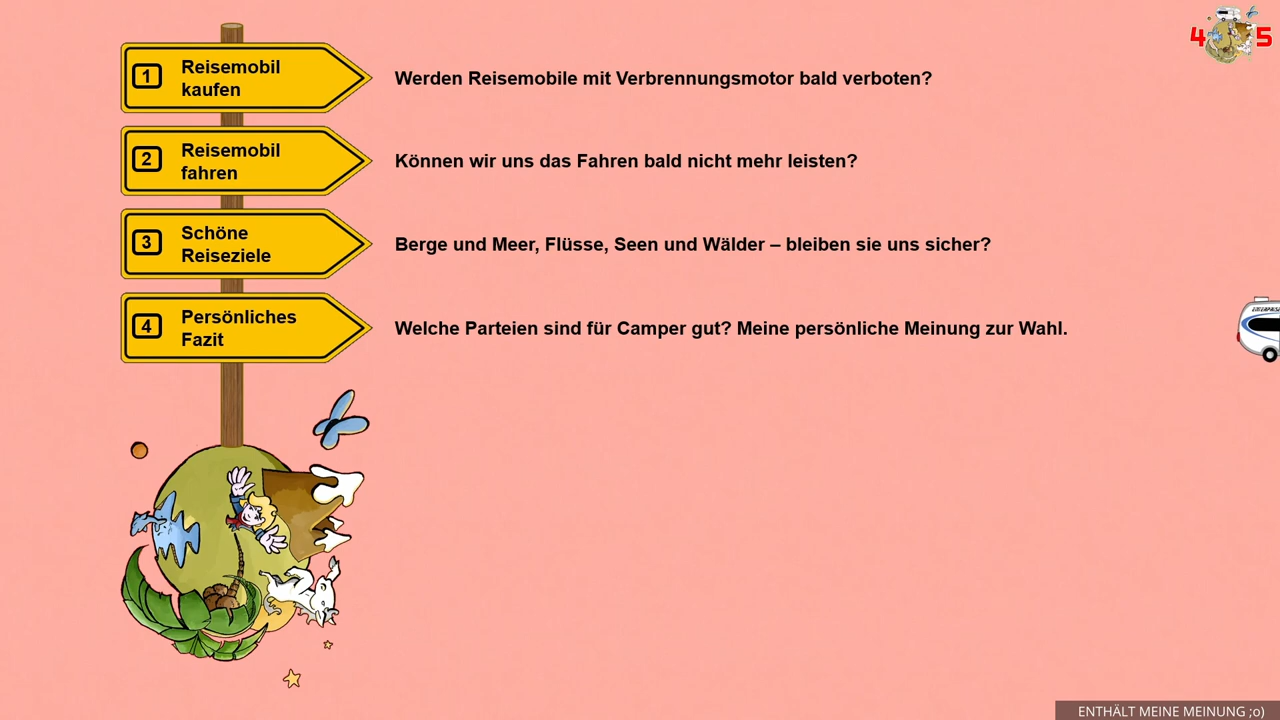 4 5
1 Reisemobil kaufen
Werden Reisemobile mit Verbrennungsmotor bald verboten?
2 Reisemobil fahren
Können wir uns das Fahren bald nicht mehr leisten?
3 Schöne Reiseziele
Berge und Meer, Flüsse, Seen und Wälder – bleiben sie uns sicher?
4 Persönliches Fazit
Welche Parteien sind für Camper gut? Meine persönliche Meinung zur Wahl.
ENTHÄLT MEINE MEINUNG ;o)